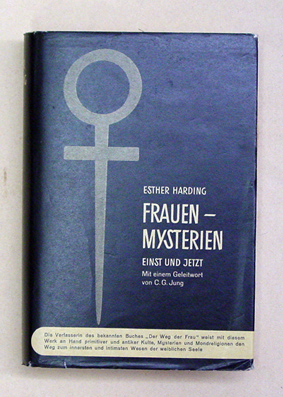 ESTHER HARDING
FRAUEN –
MYSTERIEN
EINST UND JETZT
Mit einem Geleitwort
von C. G. Jung
Die Verfasserin des bekannten Buches „Der Weg der Frau" weist mit diesem
Werk an Hand primitiver und antiker Kulte, Mysterien und Mondreligionen den
Weg zum innersten und intimsten Wesen der weiblichen Seele